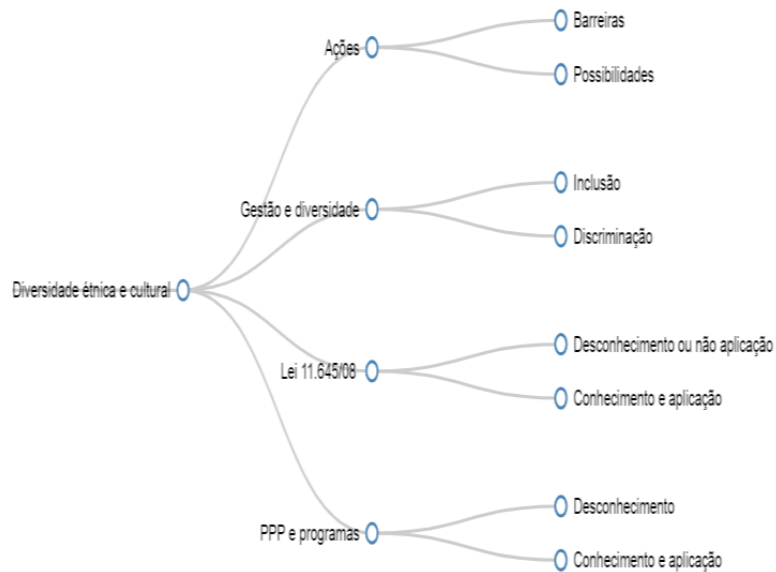 Diversidade étnica e cultural
Ações
Barreiras
Possibilidades
Gestão e diversidade
Inclusão
Discriminação
Lei 11.645/08
Desconhecimento ou não aplicação
Conhecimento e aplicação
PPP e programas
Desconhecimento
Conhecimento e aplicação